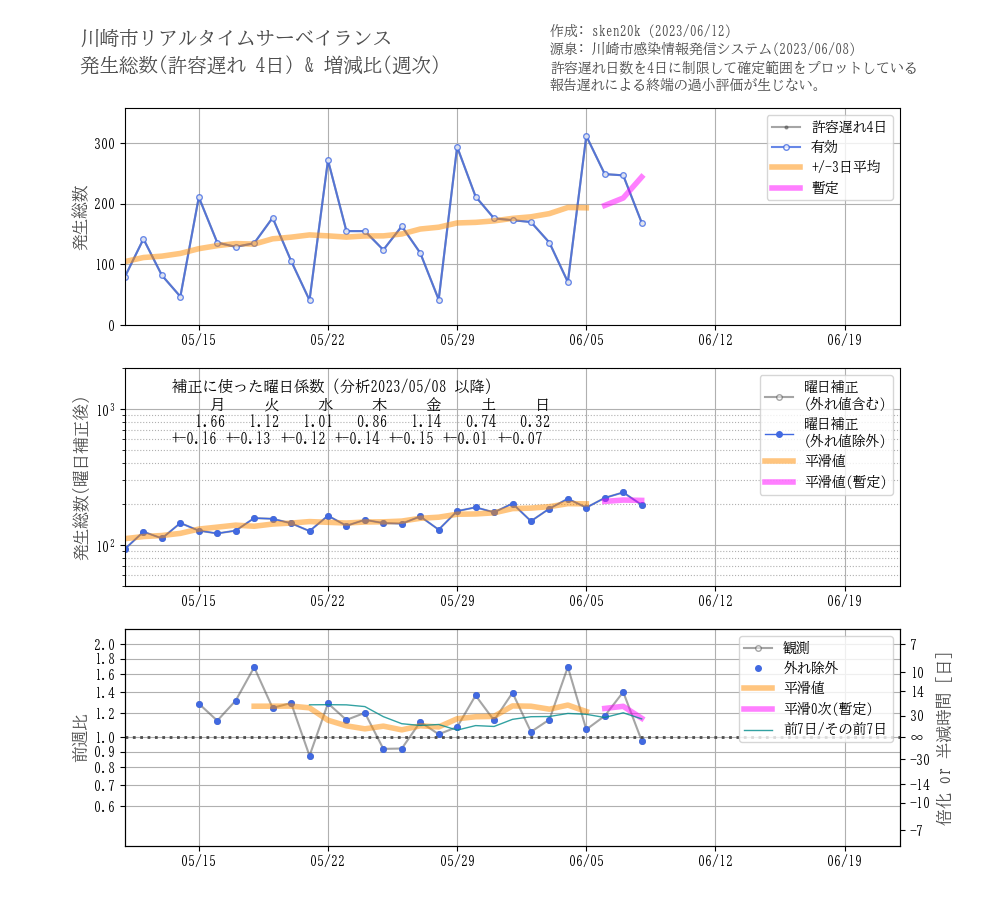 川崎市リアルタイムサーベイランス
発生総数(許容遅れ 4日) & 増減比(週次)
作成: sken20k (2023/06/12)
源泉: 川崎市感染情報発信システム(2023/06/08)
許容遅れ日数を4日に制限して確定範囲をプロットしている
報告遅れによる終端の過小評価が生じない。
発生総数
300
200
100
0
許容遅れ4日
有効
+/-3日平均
暫定
05/15 05/22 05/29 06/05 06/12 06/19
発生総数(曜日補正後)
10³
10²
補正に使った曜日係数 (分析2023/05/08 以降)
月 火 水 木 金 土 日
1.66 1.12 1.01 0.86 1.14 0.74 0.32
+-0.16 +-0.13 +-0.12 +-0.14 +-0.15 +-0.01 +-0.07
曜日補正
(外れ値含む)
曜日補正
(外れ値除外)
平滑値
平滑値(暫定)
05/15 05/22 05/29 06/05 06/12 06/19
前週比
2.0
1.8
1.6
1.4
1.2
1.0
0.9
0.8
0.7
0.6
観測
外れ除外
平滑値
平滑0次(暫定)
前7日/その前7日
7
10
14
30
∞
-30
-14
-10
-7
倍化 or 半減時間 [日]
05/15 05/22 05/29 06/05 06/12 06/19